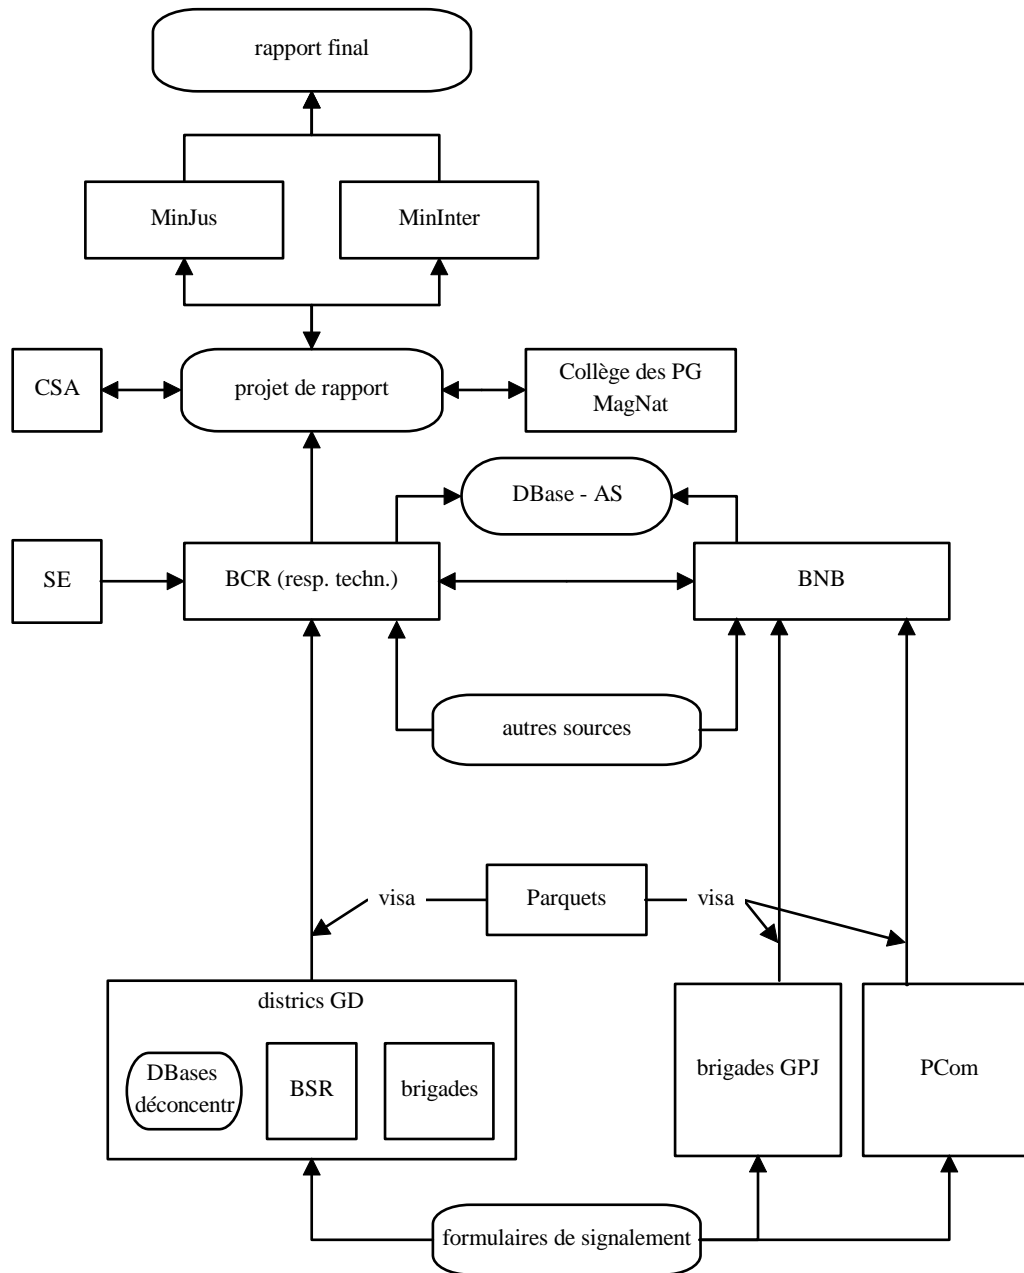 rapport final
MinJus
MinInter
CSA
projet de rapport
Collège des PG
MagNat
DBase - AS
SE
BCR (resp. techn.)
BNB
autres sources
visa
Parquets
visa
districs GD
DBases
déconcentr
BSR
brigades
brigades GPJ
PCom
formulaires de signalement